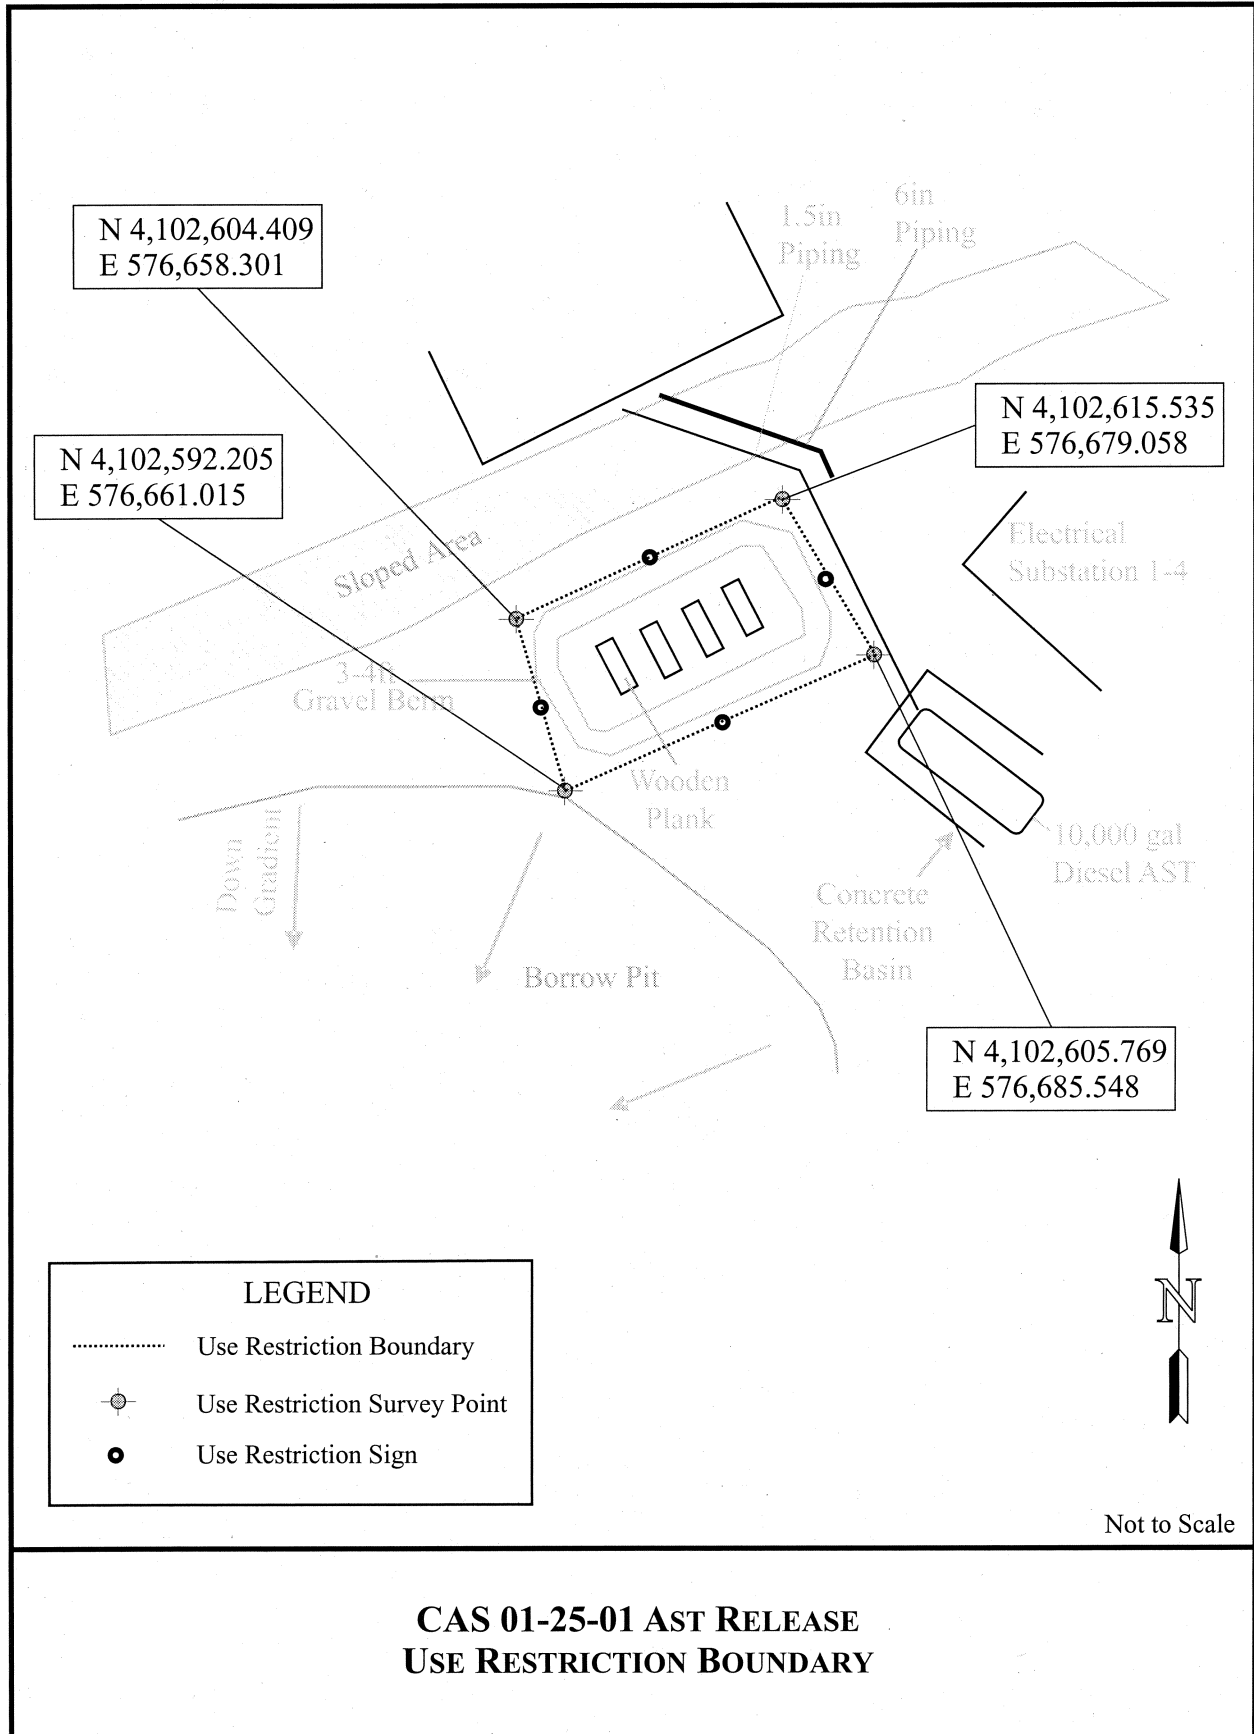 6in
Piping
1.5in
Piping
N 4,102,604.409
E 576,658.301
N 4,102,615.535
E 576,679.058
N 4,102,592.205
E 576,661.015
Electrical
Substation 1-4
Sloped Area
3-4ft
Gravel Berm
Wooden
Plank
Down
Gradient
10,000 gal
Diesel AST
Concrete
Retention
Basin
Borrow Pit
N 4,102,605.769
E 576,685.548
N
LEGEND
Use Restriction Boundary
Use Restriction Survey Point
Use Restriction Sign
Not to Scale
CAS 01-25-01 AST RELEASE
USE RESTRICTION BOUNDARY